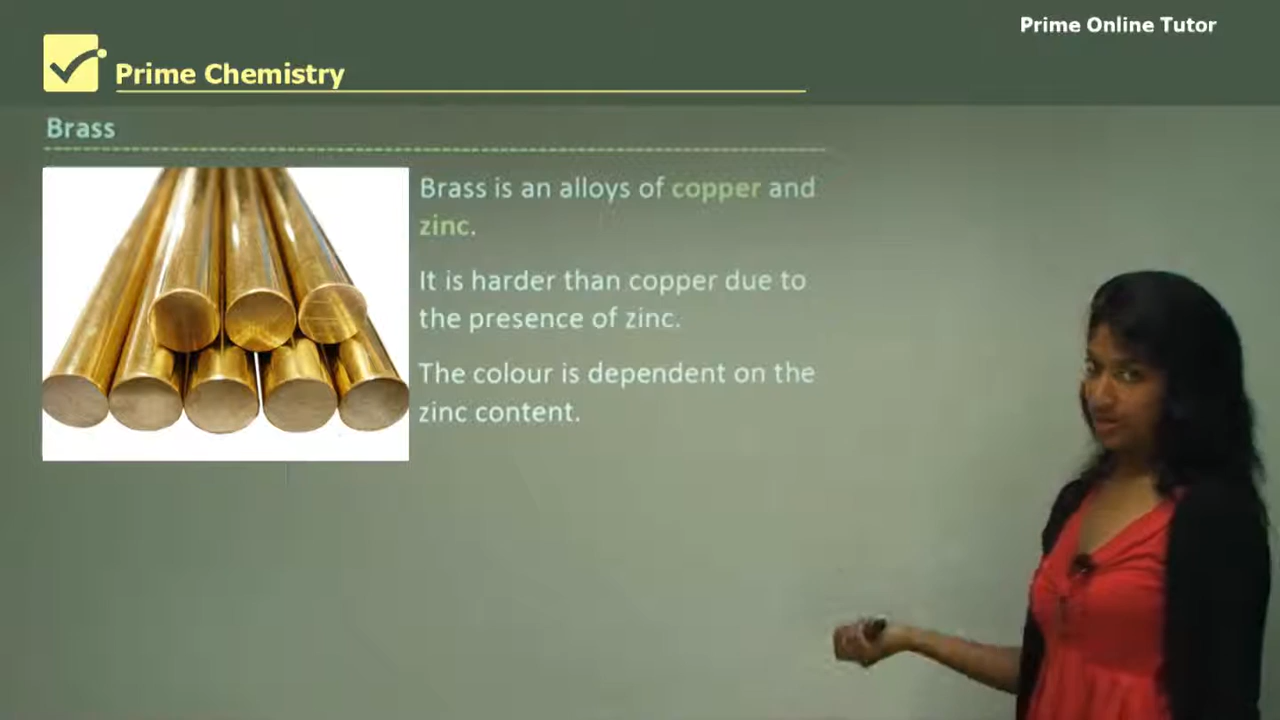 Prime Online Tutor
Prime Chemistry
Brass
Brass is an alloys of copper and
zinc.
It is harder than copper due to
the presence of zinc.
The colour is dependent on the
zinc content.